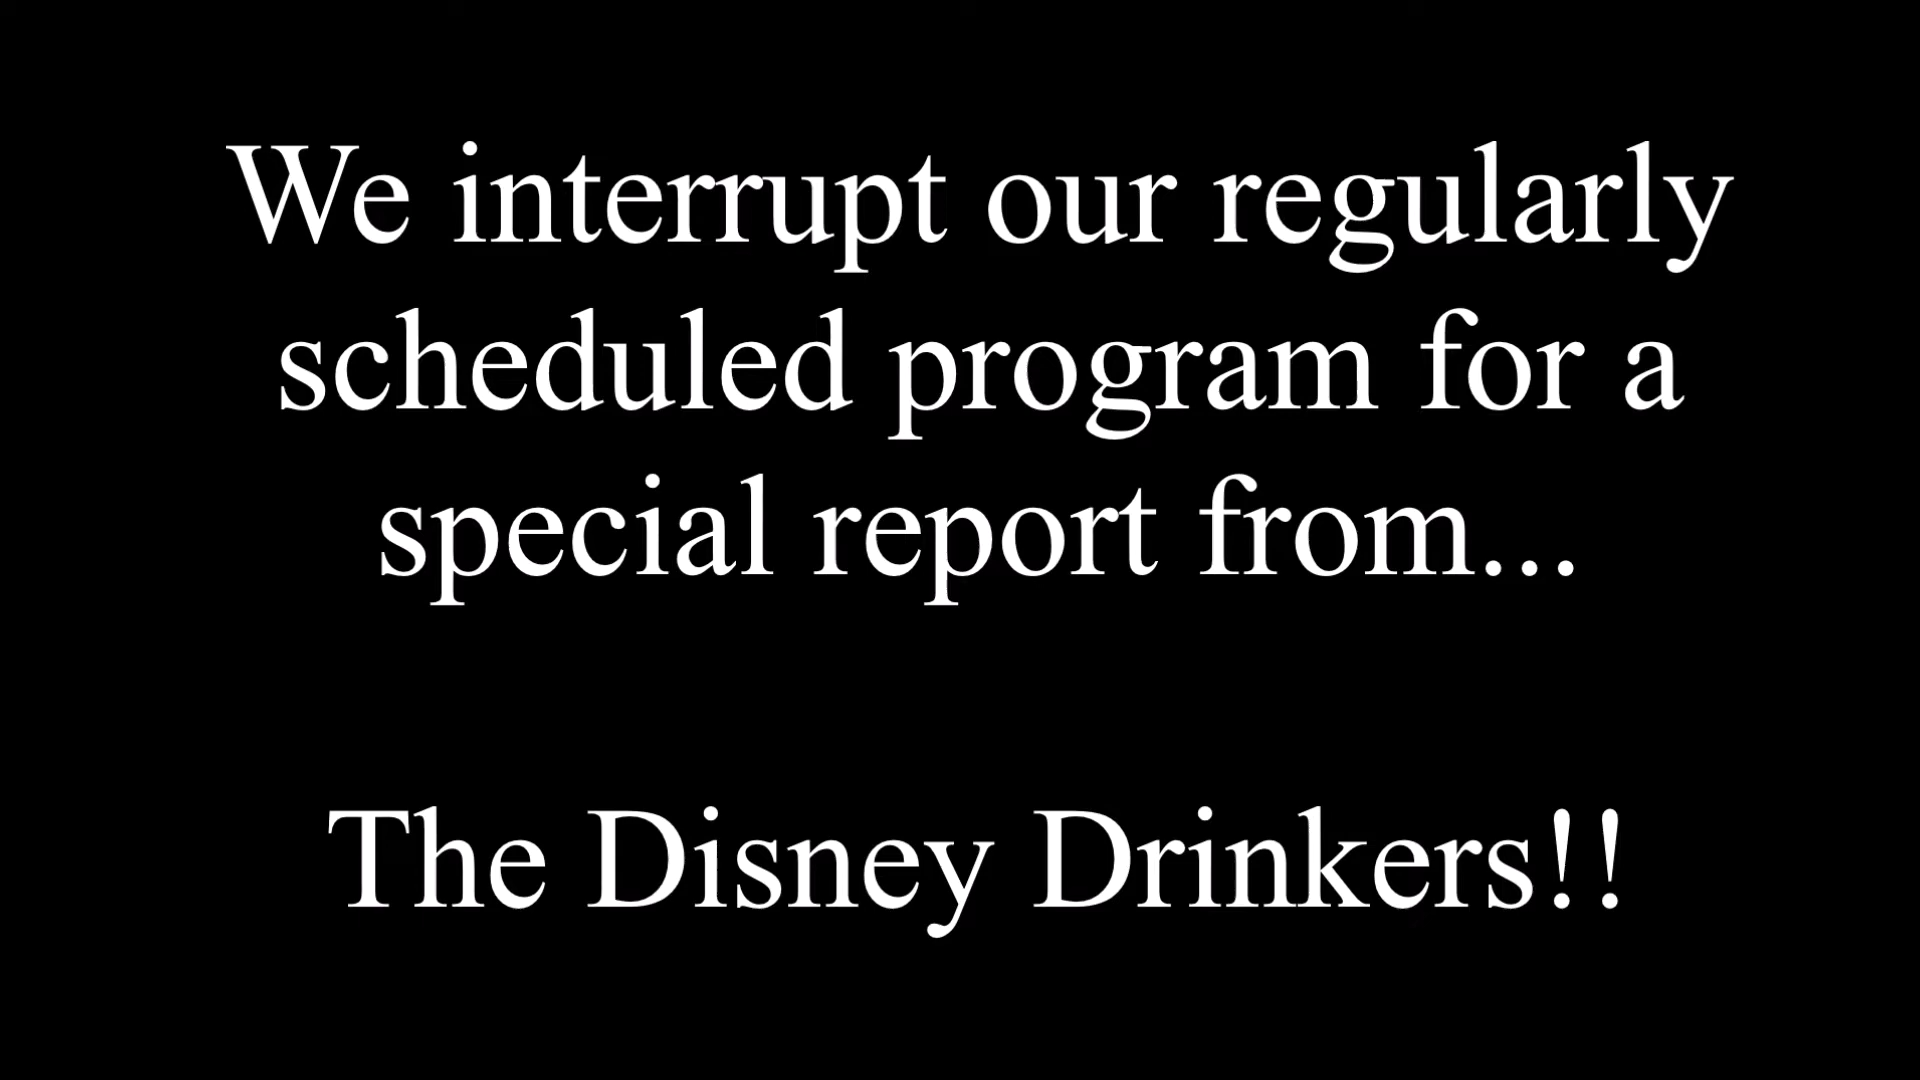 We interrupt our regularly
scheduled program for a
special report from...
The Disney Drinkers!!